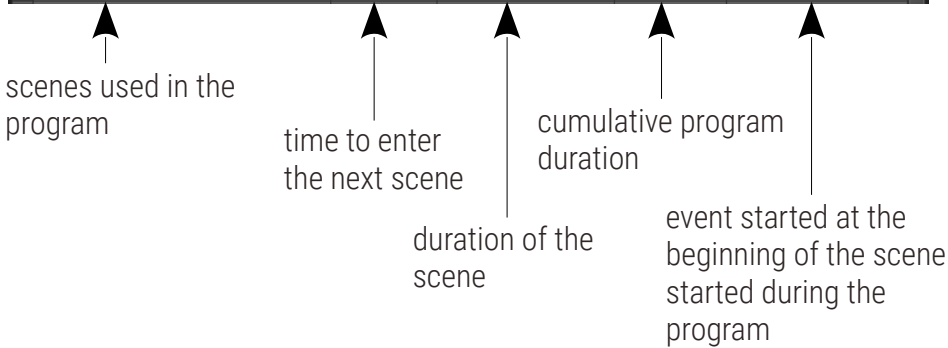 scenes used in the
program
time to enter
the next scene
duration of the
scene
cumulative program
duration
event started at the
beginning of the scene
started during the
program